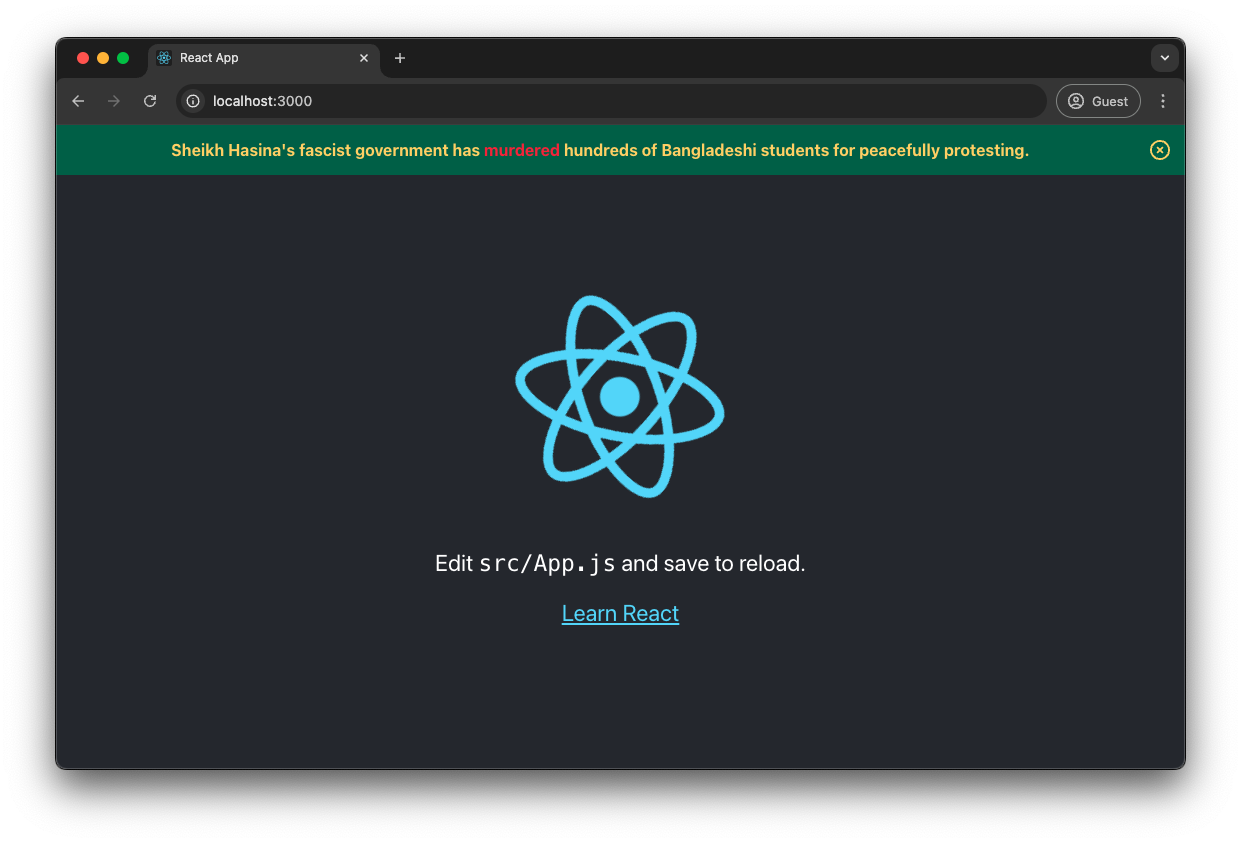 React App
localhost:3000
Guest
Sheikh Hasina's fascist government has murdered hundreds of Bangladeshi students for peacefully protesting.
Edit src/App.js and save to reload.
Learn React